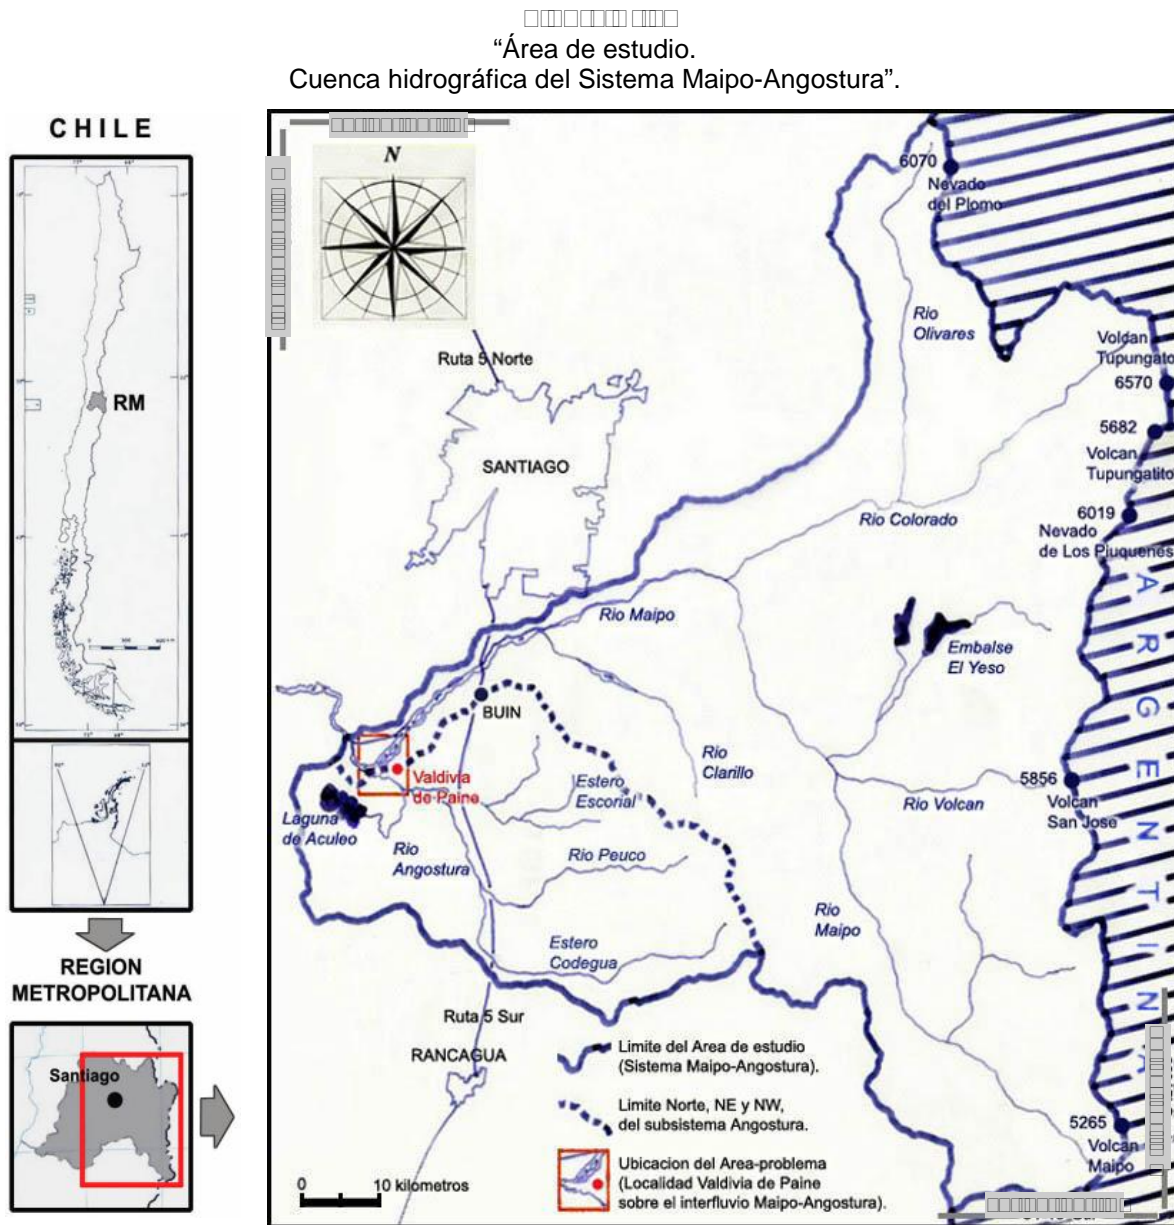 “Área de estudio.
Cuenca hidrográfica del Sistema Maipo-Angostura”.
CHILE
RM
REGION
METROPOLITANA
Santiago
N
Ruta 5 Norte
SANTIAGO
6070
Nevado
del Plomo
Rio
Olivares
Voldan
Tupungato
6570
5682
Volcan
Tupungatito
6019
Nevado
de Los Piuquenes
Rio Colorado
Rio Maipo
Embalse
El Yeso
ARGENTINA
BUIN
Valdivia
de Paine
Laguna
de Aculeo
Rio
Angostura
Estero
Escorial
Rio Peuco
Rio
Clarillo
Rio Volcan
5856
Volcan
San Jose
Rio
Maipo
Estero
Codegua
Ruta 5 Sur
RANCAGUA
5265
Volcan
Maipo
Limite del Area de estudio
(Sistema Maipo-Angostura).
Limite Norte, NE y NW,
del subsistema Angostura.
Ubicacion del Area-problema
(Localidad Valdivia de Paine
sobre el interfluvio Maipo-Angostura).
0 10 kilometros